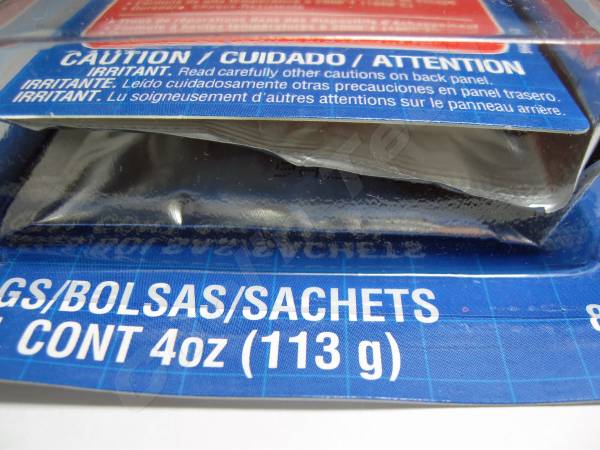 CAUTION / CUIDADO / ATTENTION
IRRITANT. Read carefully other cautions on back panel.
IRRITANTE. Leído cuidadosamente otras precauciones en panel trasero.
IRRITANT. Lu soigneusement d'autres attentions sur le panneau arrière.
GS/BOLSAS/SACHETS
CONT 4oz (113 g)
8